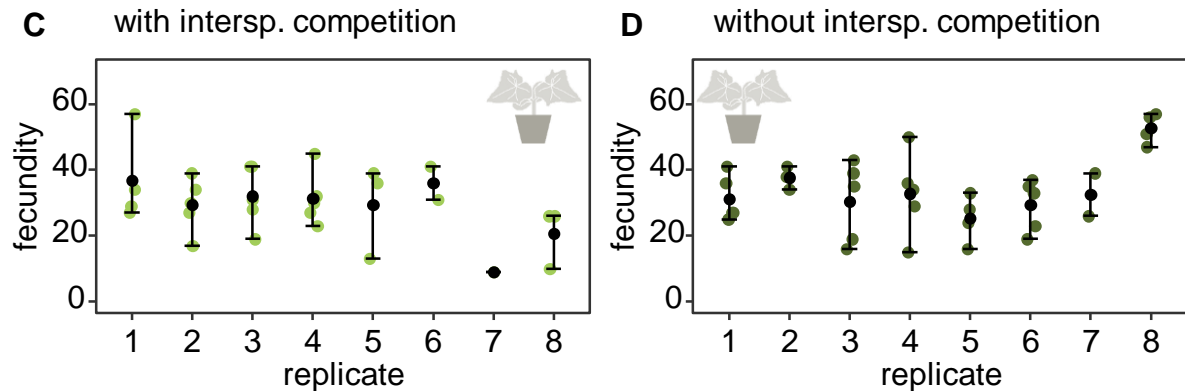 C with intersp. competition
fecundity
60
40
20
0
1 2 3 4 5 6 7 8
replicate
D without intersp. competition
fecundity
60
40
20
0
1 2 3 4 5 6 7 8
replicate